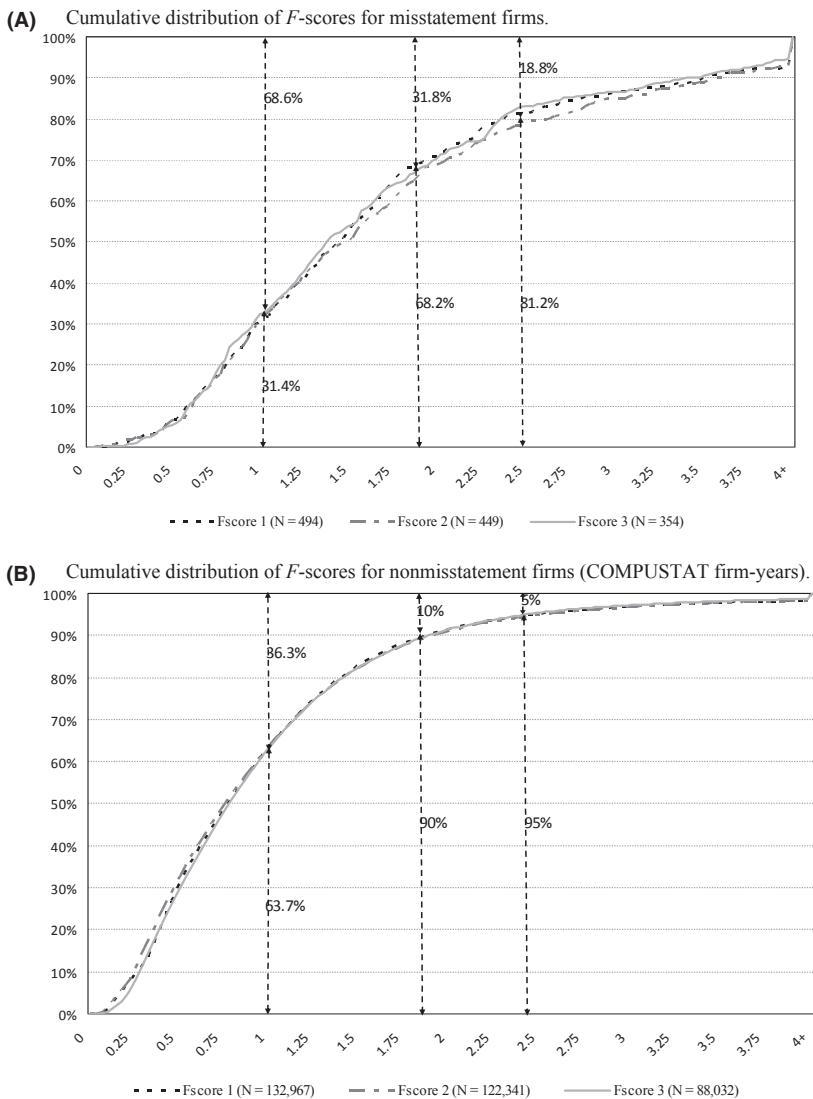 (A) Cumulative distribution of F-scores for misstatement firms.
100%
90%
80%
70%
60%
50%
40%
30%
20%
10%
0%
68.6% 31.8% 18.8%
31.4% 68.2% 81.2%
0 0.25 0.5 0.75 1 1.25 1.5 1.75 2 2.25 2.5 2.75 3 3.25 3.5 3.75 4+
Fscore 1 (N = 494) Fscore 2 (N = 449) Fscore 3 (N = 354)
(B) Cumulative distribution of F-scores for nonmisstatement firms (COMPUSTAT firm-years).
100%
90%
80%
70%
60%
50%
40%
30%
20%
10%
0%
36.3% 10% 5%
63.7% 90% 95%
0 0.25 0.5 0.75 1 1.25 1.5 1.75 2 2.25 2.5 2.75 3 3.25 3.5 3.75 4+
Fscore 1 (N = 132,967) Fscore 2 (N = 122,341) Fscore 3 (N = 88,032)